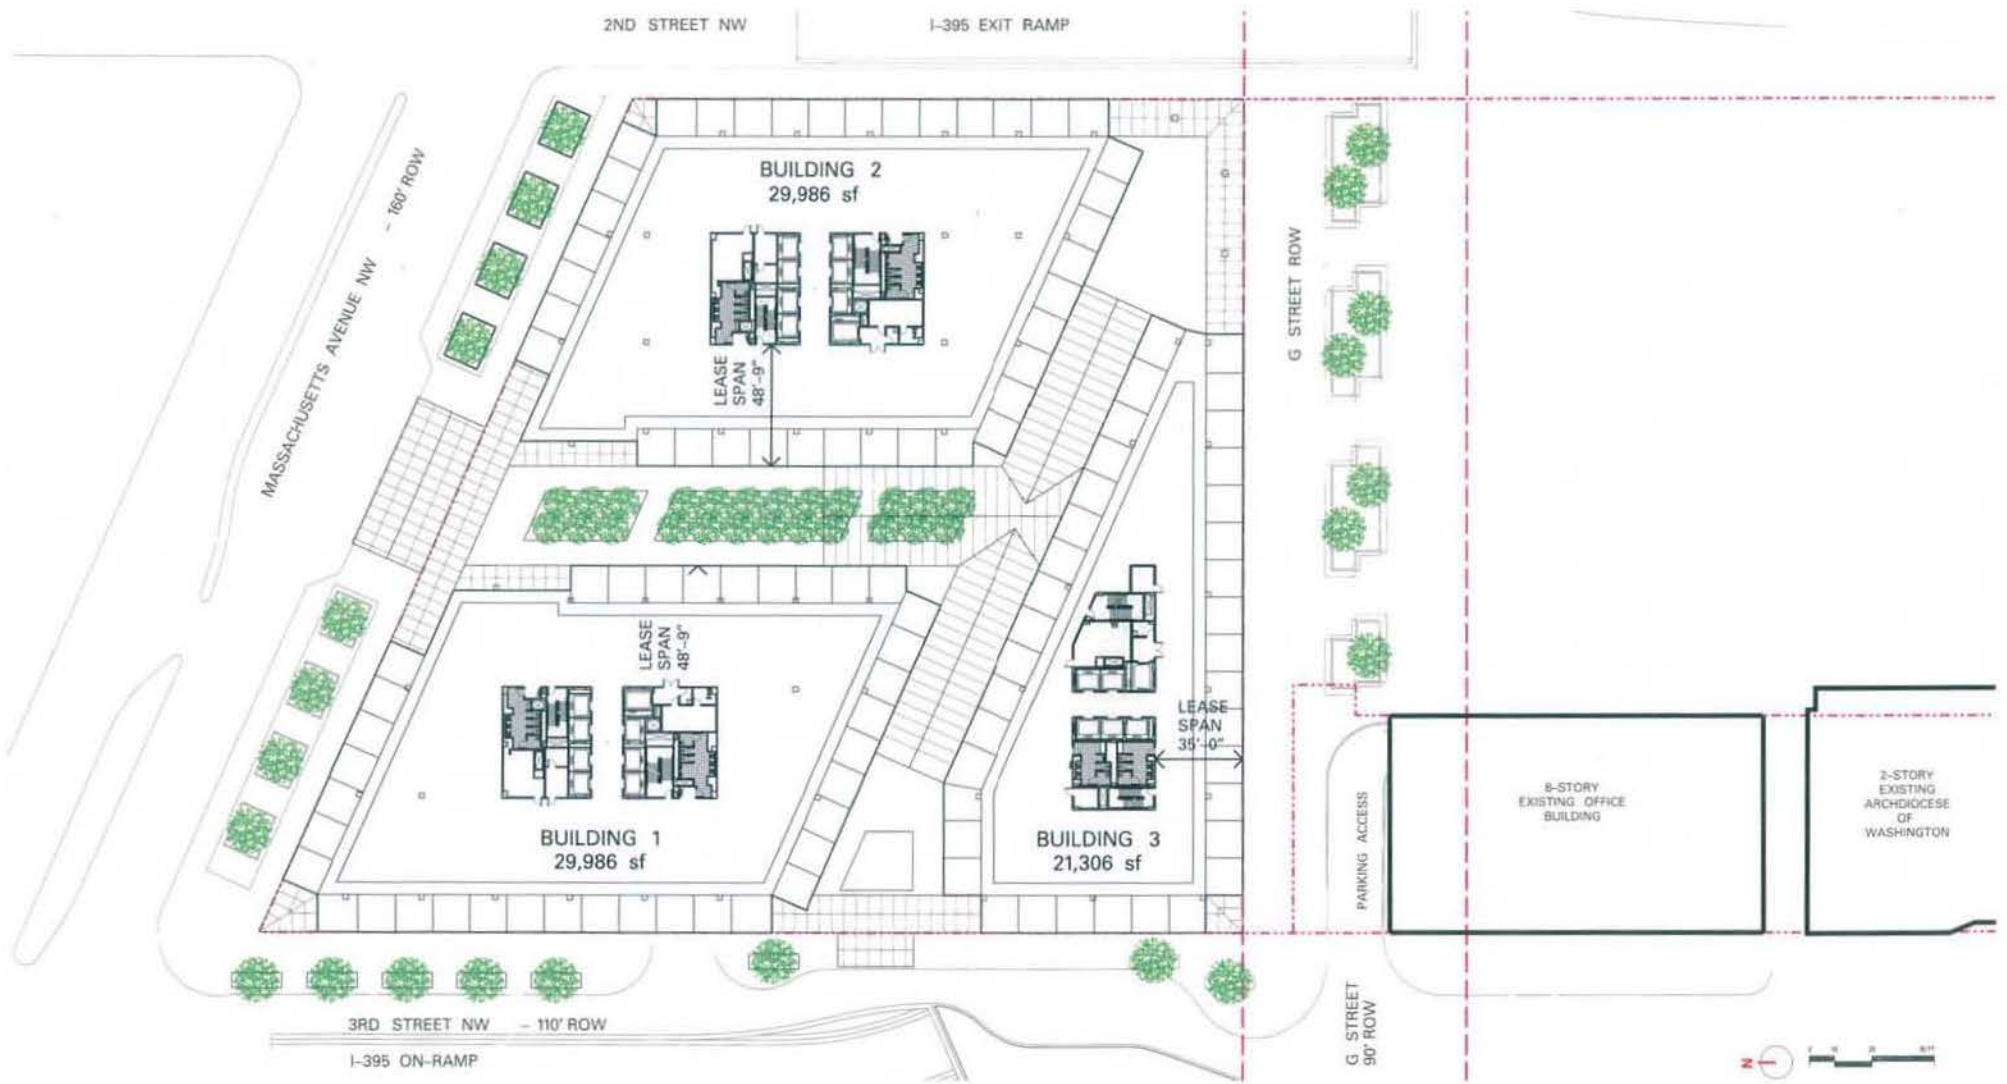 2ND STREET NW
I-395 EXIT RAMP
MASSACHUSETTS AVENUE NW - 160' ROW
BUILDING 2
29,986 sf
LEASE
SPAN
48'-9"
G STREET ROW
LEASE
SPAN
48'-9"
BUILDING 1
29,986 sf
LEASE
SPAN
35'-0"
BUILDING 3
21,306 sf
PARKING ACCESS
8-STORY
EXISTING OFFICE
BUILDING
2-STORY
EXISTING
ARCHDIOCESE
OF
WASHINGTON
3RD STREET NW - 110' ROW
I-395 ON-RAMP
G STREET
90' ROW
N